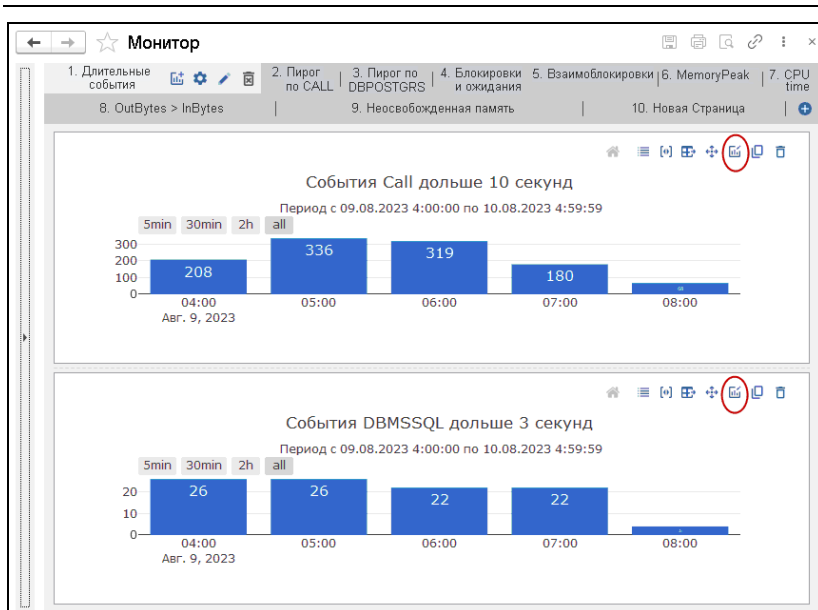 Монитор
1. Длительные события
2. Пирог по CALL
3. Пирог по DBPOSTGRS
4. Блокировки и ожидания
5. Взаимоблокировки
6. MemoryPeak
7. CPU time
8. OutBytes > InBytes
9. Неосвобожденная память
10. Новая Страница
События Call дольше 10 секунд
Период с 09.08.2023 4:00:00 по 10.08.2023 4:59:59
5min 30min 2h all
300
200
100
0
208
336
319
180
04:00
Авг. 9, 2023
05:00
06:00
07:00
08:00
События DBMSSQL дольше 3 секунд
Период с 09.08.2023 4:00:00 по 10.08.2023 4:59:59
5min 30min 2h all
20
10
0
26
26
22
22
04:00
Авг. 9, 2023
05:00
06:00
07:00
08:00